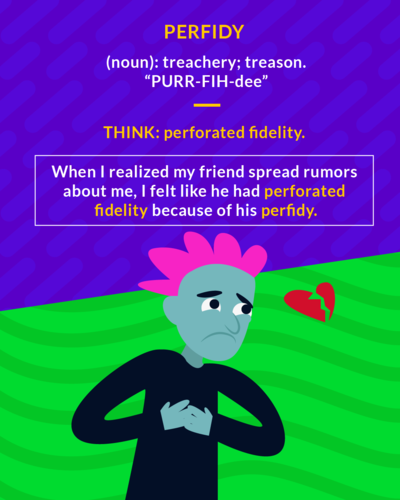 PERFIDY
(noun): treachery; treason.
“PURR-FIH-dee”
THINK: perforated fidelity.
When I realized my friend spread rumors
about me, I felt like he had perforated
fidelity because of his perfidy.